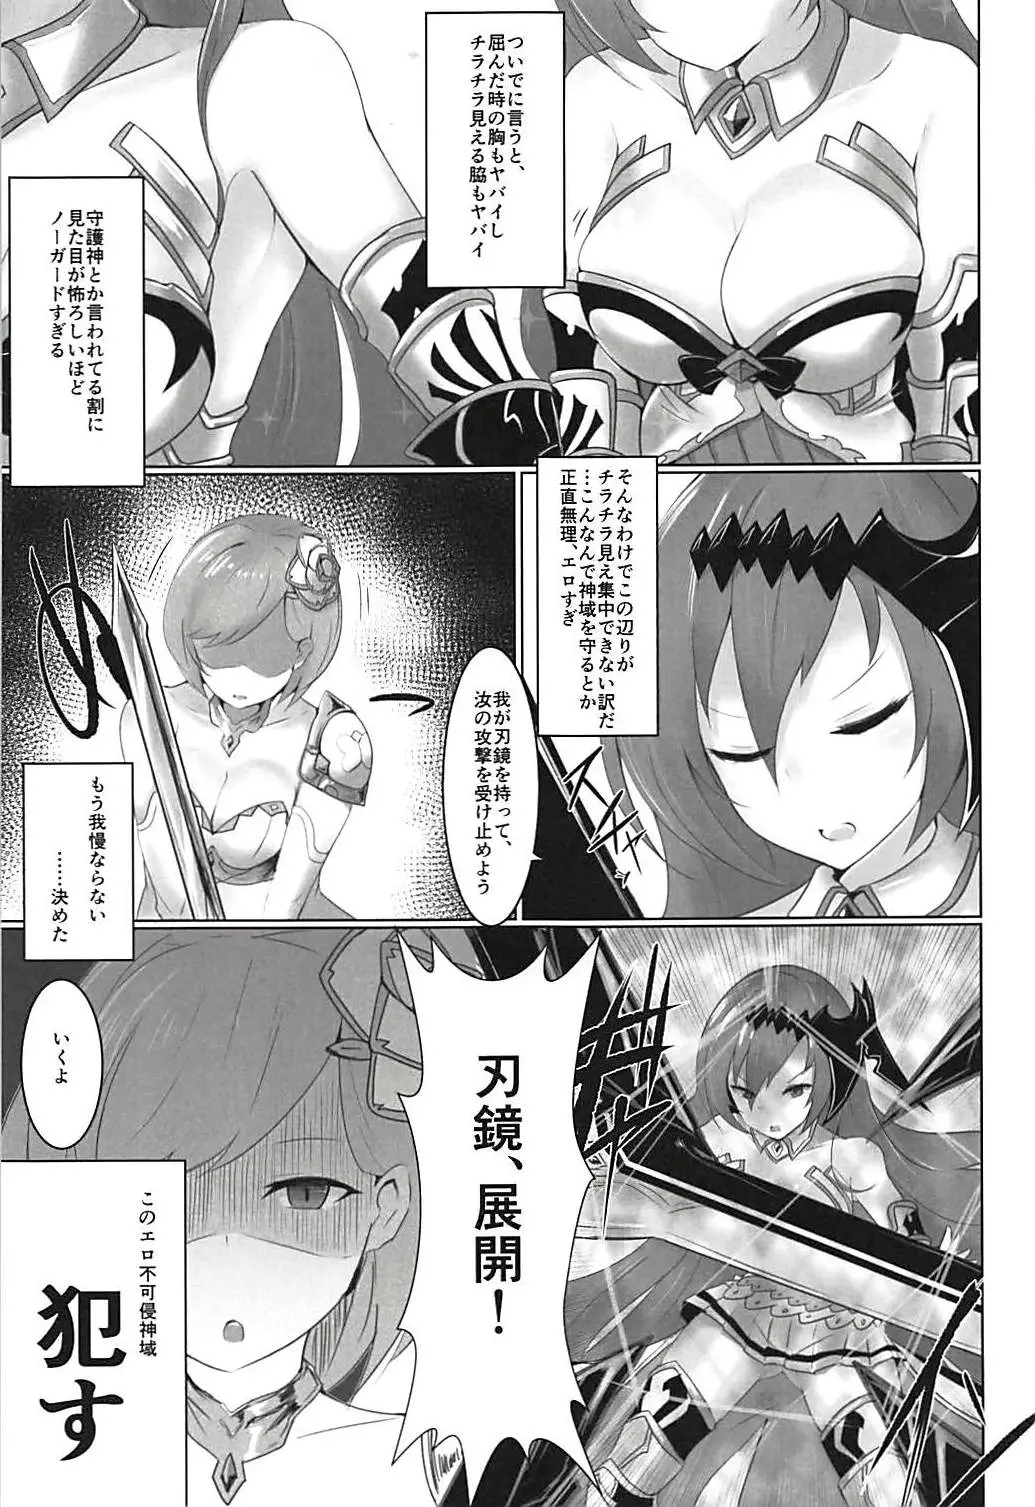 ついでに言うと、
屈んだ時の胸もヤバイし
チラチラ見える脇もヤバイ
守護神とか言われてる割に
見た目が怖ろしいほど
ノーガードすぎる
そんなわけでこの辺りが
チラチラ見え集中できない訳だ
…こんなんで神域を守るとか
正直無理、エロすぎ
我が刃鏡を持って、
汝の攻撃を受け止めよう
もう我慢ならない
……決めた
刃鏡、展開！
いくよ
このエロ不可侵神域
犯す